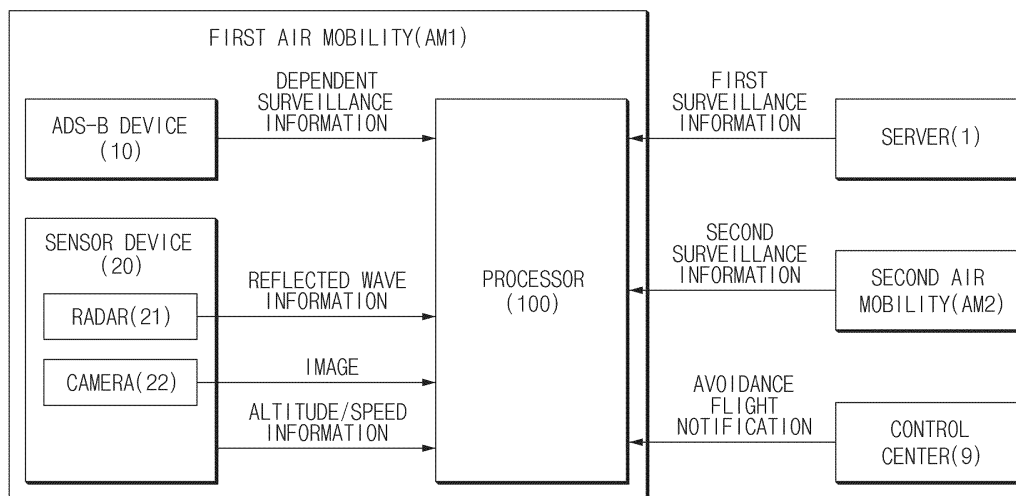 FIRST AIR MOBILITY(AM1)
ADS-B DEVICE
(10)
DEPENDENT
SURVEILLANCE
INFORMATION
SENSOR DEVICE
(20)
RADAR(21)
REFLECTED WAVE
INFORMATION
CAMERA(22)
IMAGE
ALTITUDE/SPEED
INFORMATION
PROCESSOR
(100)
FIRST
SURVEILLANCE
INFORMATION
SERVER(1)
SECOND
SURVEILLANCE
INFORMATION
SECOND AIR
MOBILITY(AM2)
AVOIDANCE
FLIGHT
NOTIFICATION
CONTROL
CENTER(9)